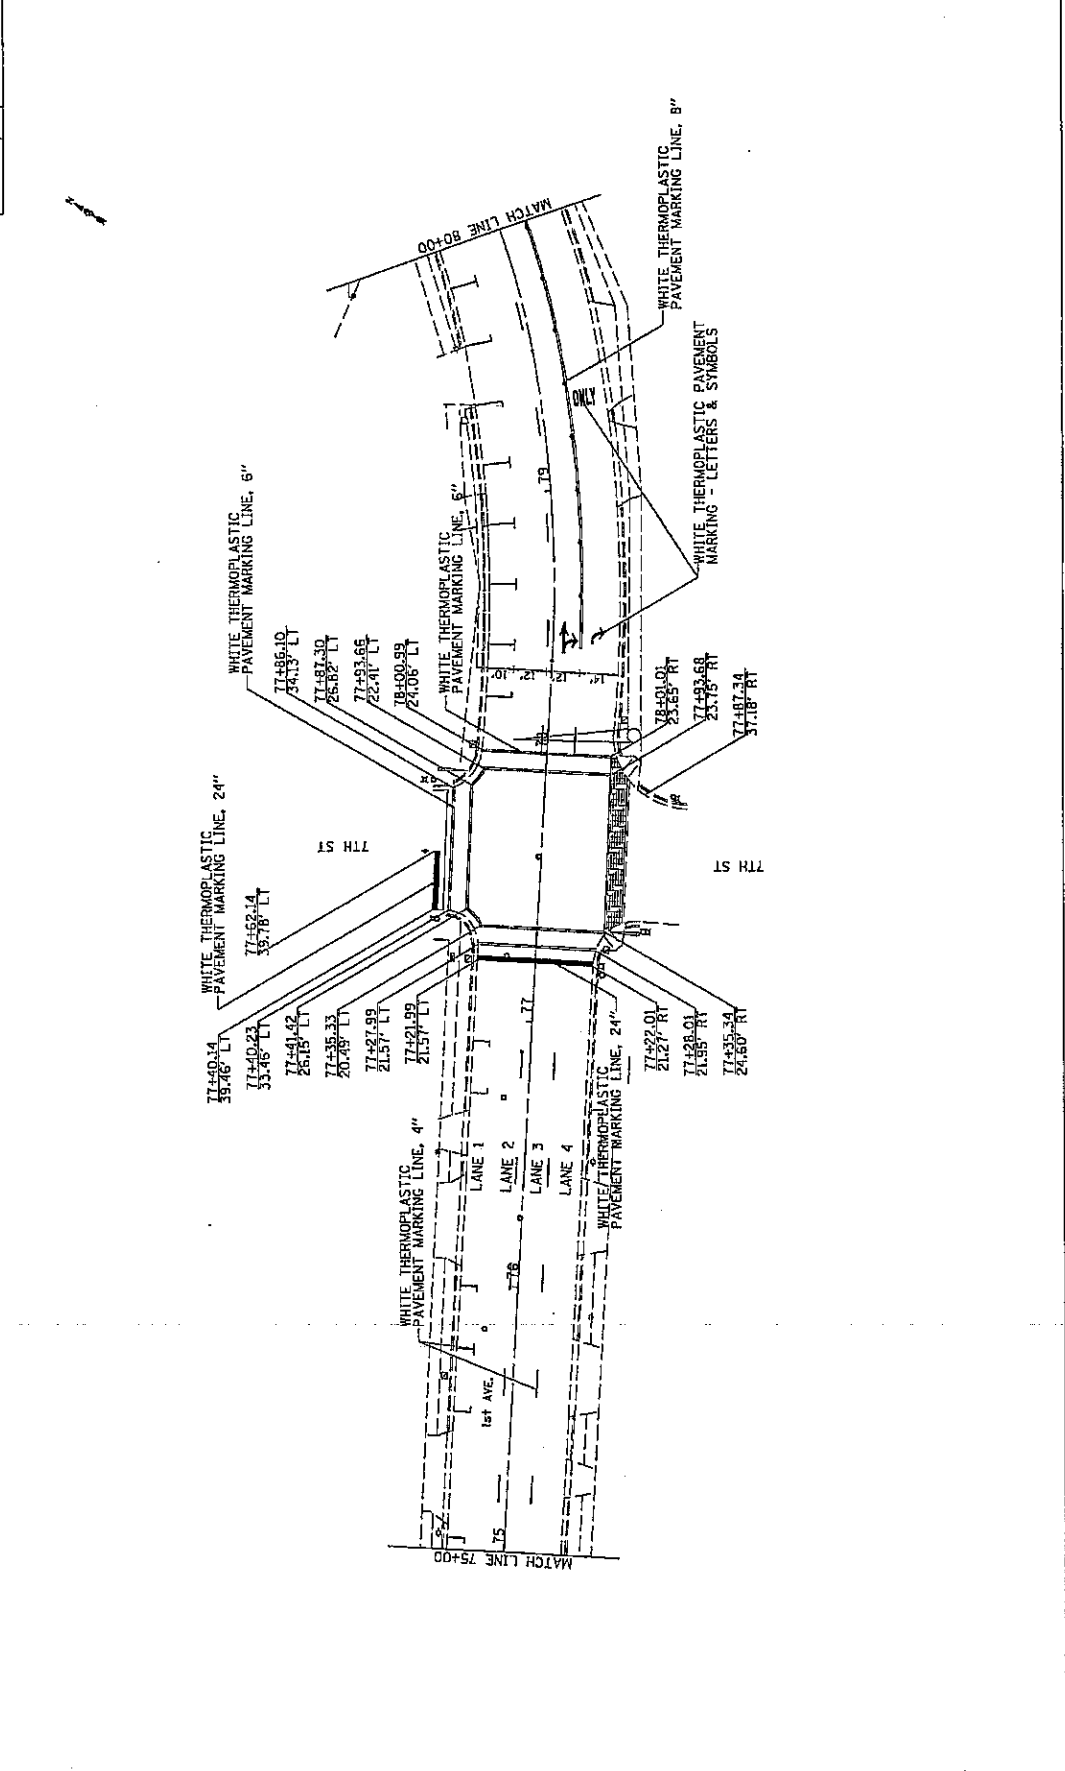 WHITE THERMOPLASTIC
PAVEMENT MARKING LINE, 8"
MATCH LINE 80+00
WHITE THERMOPLASTIC PAVEMENT
MARKING - LETTERS & SYMBOLS
ONLY
79
WHITE THERMOPLASTIC
PAVEMENT MARKING LINE, 6"
WHITE THERMOPLASTIC
PAVEMENT MARKING LINE, 6"
77+86.10
34.13' LT
77+87.30
26.82' LT
77+93.66
22.41' LT
78+00.99
24.06' LT
10'
12'
12'
14'
78+01.01
23.65' RT
77+93.68
23.75' RT
77+87.34
37.18' RT
78
WHITE THERMOPLASTIC
PAVEMENT MARKING LINE, 24"
7TH ST
7TH ST
77+62.14
39.78' LT
77+40.14
39.46' LT
77+40.23
33.46' LT
77+41.42
26.15' LT
77+35.33
20.49' LT
77+27.99
21.57' LT
77+21.99
21.57' LT
77
77+22.01
21.27' RT
77+28.01
21.95' RT
77+35.34
24.60' RT
WHITE THERMOPLASTIC
PAVEMENT MARKING LINE, 24"
WHITE THERMOPLASTIC
PAVEMENT MARKING LINE, 4"
LANE 1
LANE 2
LANE 3
LANE 4
76
1st AVE.
75
MATCH LINE 75+00